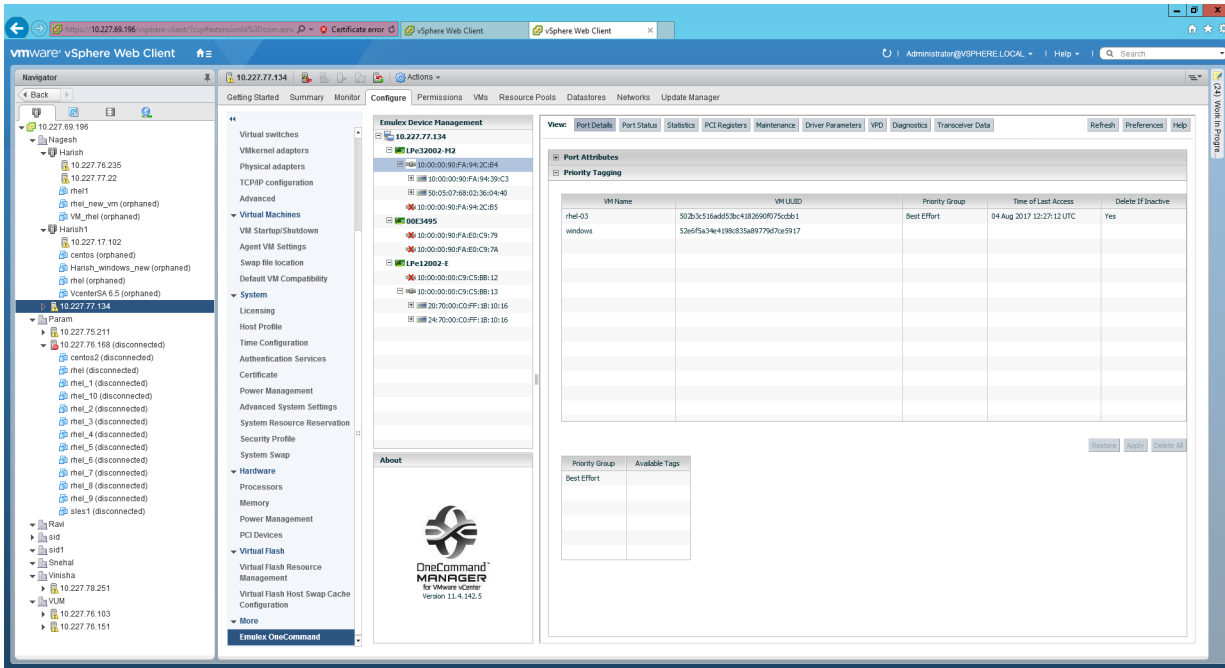 https://10.227.69.196/vsphere-client/?csp#extensionId%3Dcom.em
Certificate error
vSphere Web Client
vSphere Web Client
vmware® vSphere Web Client
Administrator@VSPHERE.LOCAL
Help
Search
Navigator
Back
10.227.69.196
Nagesh
Harish
10.227.76.235
10.227.77.22
rhel1
rhel_new_vm (orphaned)
VM_rhel (orphaned)
Harish1
10.227.17.102
centos (orphaned)
Harish_windows_new (orphaned)
rhel (orphaned)
VcenterSA 6.5 (orphaned)
10.227.77.134
Param
10.227.75.211
10.227.76.168 (disconnected)
centos2 (disconnected)
rhel (disconnected)
rhel_1 (disconnected)
rhel_10 (disconnected)
rhel_2 (disconnected)
rhel_3 (disconnected)
rhel_4 (disconnected)
rhel_5 (disconnected)
rhel_6 (disconnected)
rhel_7 (disconnected)
rhel_8 (disconnected)
rhel_9 (disconnected)
sles1 (disconnected)
Ravi
sid
sid1
Snehal
Vinisha
10.227.78.251
VUM
10.227.76.103
10.227.76.151
10.227.77.134
Actions
Getting Started Summary Monitor Configure Permissions VMs Resource Pools Datastores Networks Update Manager
Virtual switches
VMkernel adapters
Physical adapters
TCP/IP configuration
Advanced
Virtual Machines
VM Startup/Shutdown
Agent VM Settings
Swap file location
Default VM Compatibility
System
Licensing
Host Profile
Time Configuration
Authentication Services
Certificate
Power Management
Advanced System Settings
System Resource Reservation
Security Profile
System Swap
Hardware
Processors
Memory
Power Management
PCI Devices
Virtual Flash
Virtual Flash Resource
Management
Virtual Flash Host Swap Cache
Configuration
More
Emulex OneCommand
Emulex Device Management
10.227.77.134
LPe32002-M2
10:00:00:90:FA:94:2C:B4
10:00:00:90:FA:94:39:C3
50:05:07:68:02:36:04:40
10:00:00:90:FA:94:2C:B5
00E3495
10:00:00:90:FA:E0:C9:79
10:00:00:90:FA:E0:C9:7A
LPe12002-E
10:00:00:00:C9:C5:BB:12
10:00:00:00:C9:C5:BB:13
20:70:00:C0:FF:1B:10:16
24:70:00:C0:FF:1B:10:16
About
OneCommand™
MANAGER
for VMware vCenter
Version 11.4.142.5
View: Port Details Port Status Statistics PCI Registers Maintenance Driver Parameters VPD Diagnostics Transceiver Data
Refresh Preferences Help
Port Attributes
Priority Tagging
VM Name VM UUID Priority Group Time of Last Access Delete If Inactive
rhel-03 502b3c516add53bc4182690f075ccbb1 Best Effort 04 Aug 2017 12:27:12 UTC Yes
windows 52e6f5a34e4198c835a89779d7ce5917
Restore Apply Delete All
Priority Group Available Tags
Best Effort
(24) Work In Progre...